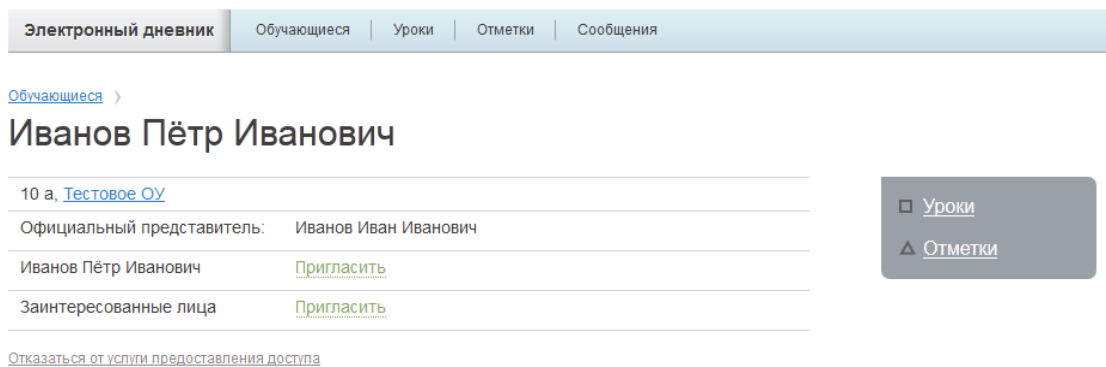 Электронный дневник Обучающиеся Уроки Отметки Сообщения
Обучающиеся
Иванов Пётр Иванович
10 а, Тестовое ОУ
Официальный представитель: Иванов Иван Иванович
Иванов Пётр Иванович Пригласить
Заинтересованные лица Пригласить
Отказаться от услуги предоставления доступа
Уроки
Отметки